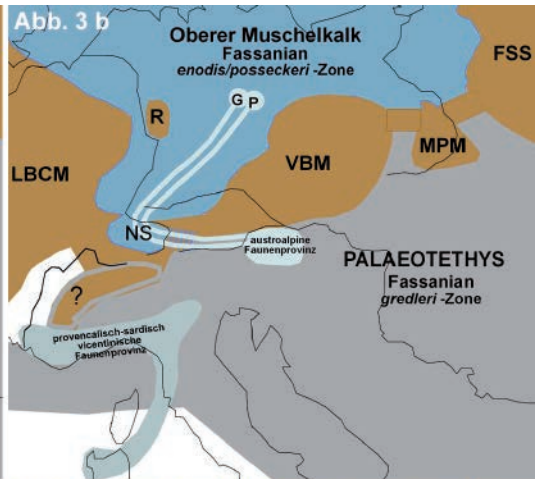 Abb. 3 b
Oberer Muschelkalk
Fassanian
enodis/posseckeri -Zone
FSS
G P
R
MPM
VBM
LBCM
NS
austroalpine
Faunenprovinz
PALAEOTETHYS
Fassanian
gredleri -Zone
?
provencalisch-sardisch
vicentinische
Faunenprovinz